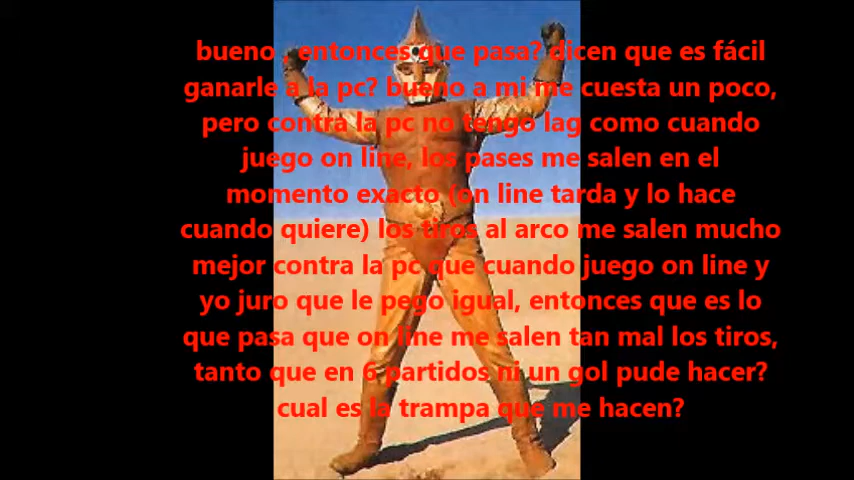 bueno , entonces que pasa? dicen que es fácil
ganarle a la pc? bueno a mi me cuesta un poco,
pero contra la pc no tengo lag como cuando
juego on line, los pases me salen en el
momento exacto (on line tarda y lo hace
cuando quiere) los tiros al arco me salen mucho
mejor contra la pc que cuando juego on line y
yo juro que le pego igual, entonces que es lo
que pasa que on line me salen tan mal los tiros,
tanto que en 6 partidos ni un gol pude hacer?
cual es la trampa que me hacen?